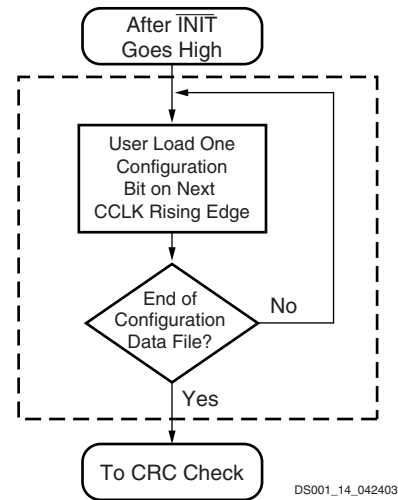 After INIT
Goes High
User Load One
Configuration
Bit on Next
CCLK Rising Edge
End of
Configuration
Data File?
No
Yes
To CRC Check
DS001_14_042403